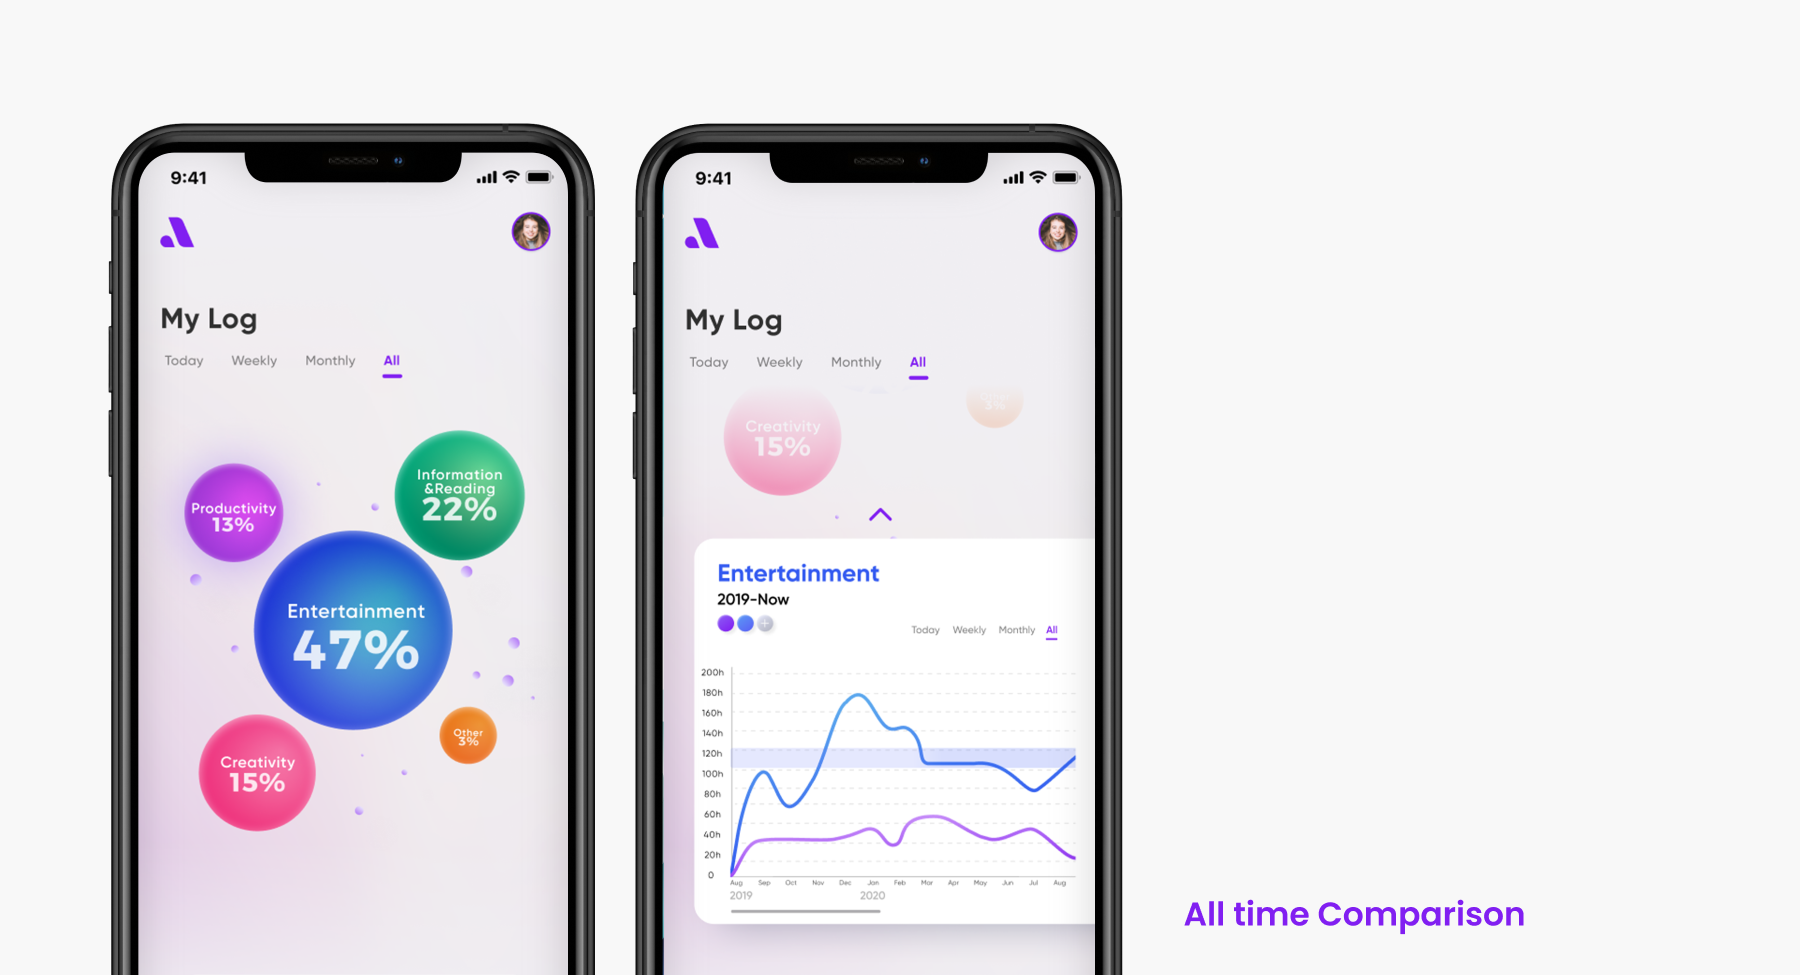 9:41
My Log
Today Weekly Monthly All
Productivity
13%
Information
&Reading
22%
Entertainment
47%
Other
3%
Creativity
15%
9:41
My Log
Today Weekly Monthly All
Creativity
15%
3%
Entertainment
2019-Now
Today Weekly Monthly All
200h
180h
160h
140h
120h
100h
80h
60h
40h
20h
0
Aug Sep Oct Nov Dec Jan Feb Mar Apr May Jun Jul Aug
2019 2020
All time Comparison